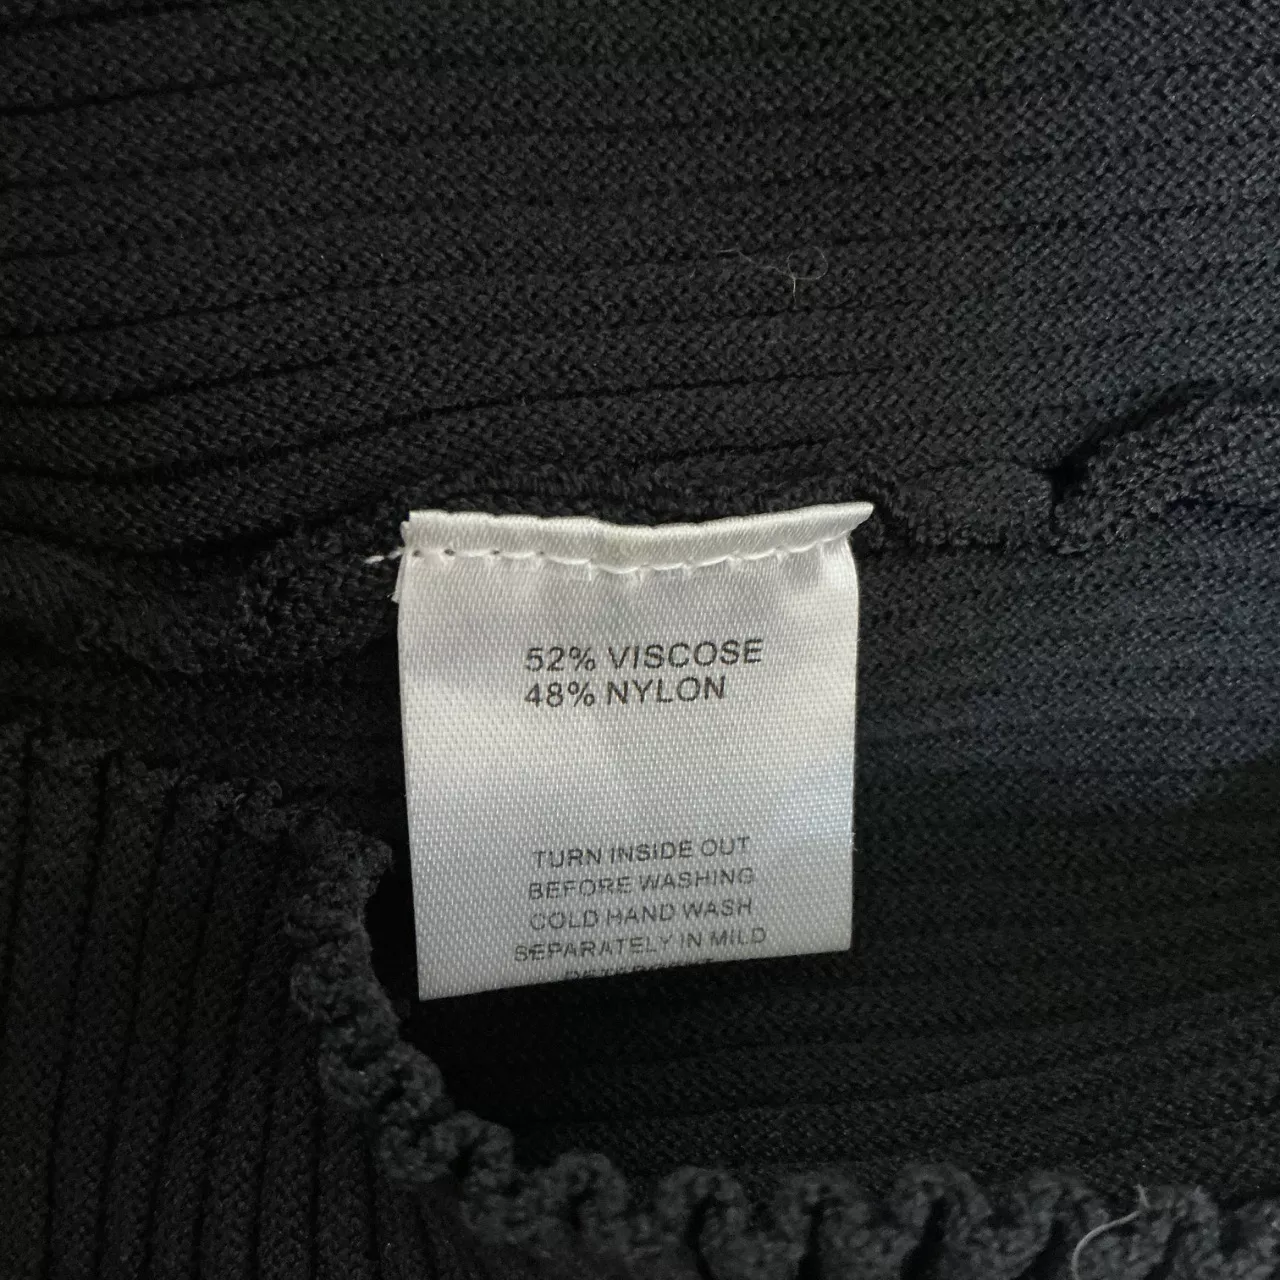 52% VISCOSE
48% NYLON
TURN INSIDE OUT
BEFORE WASHING
COLD HAND WASH
SEPARATELY IN MILD